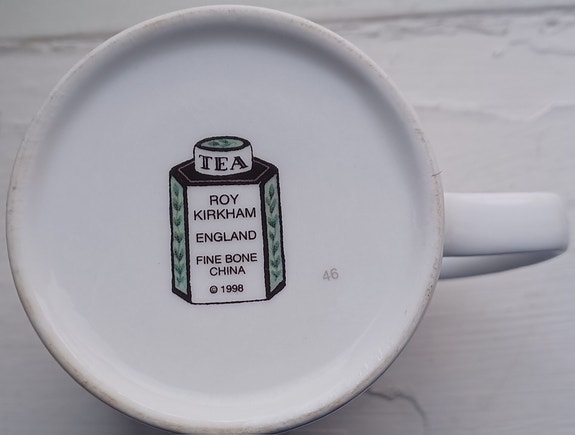 TEA
ROY
KIRKHAM
ENGLAND
FINE BONE
CHINA
© 1998
46